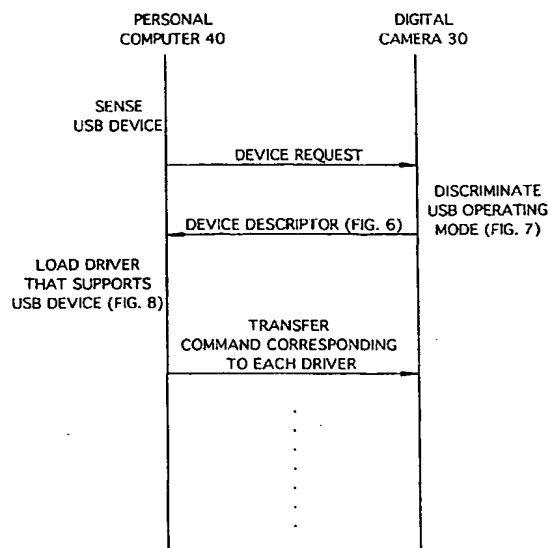 PERSONAL
COMPUTER 40
DIGITAL
CAMERA 30
SENSE
USB DEVICE
DEVICE REQUEST
DISCRIMINATE
USB OPERATING
MODE (FIG. 7)
DEVICE DESCRIPTOR (FIG. 6)
LOAD DRIVER
THAT SUPPORTS
USB DEVICE (FIG. 8)
TRANSFER
COMMAND CORRESPONDING
TO EACH DRIVER